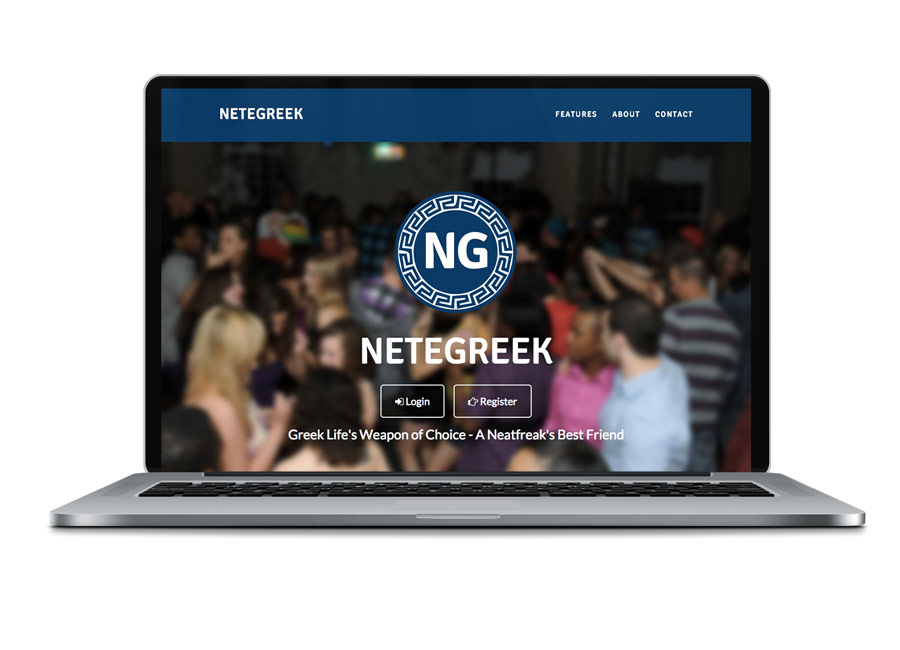 NETEGREEK
FEATURES ABOUT CONTACT
NG
NETEGREEK
Login Register
Greek Life's Weapon of Choice - A Neatfreak's Best Friend